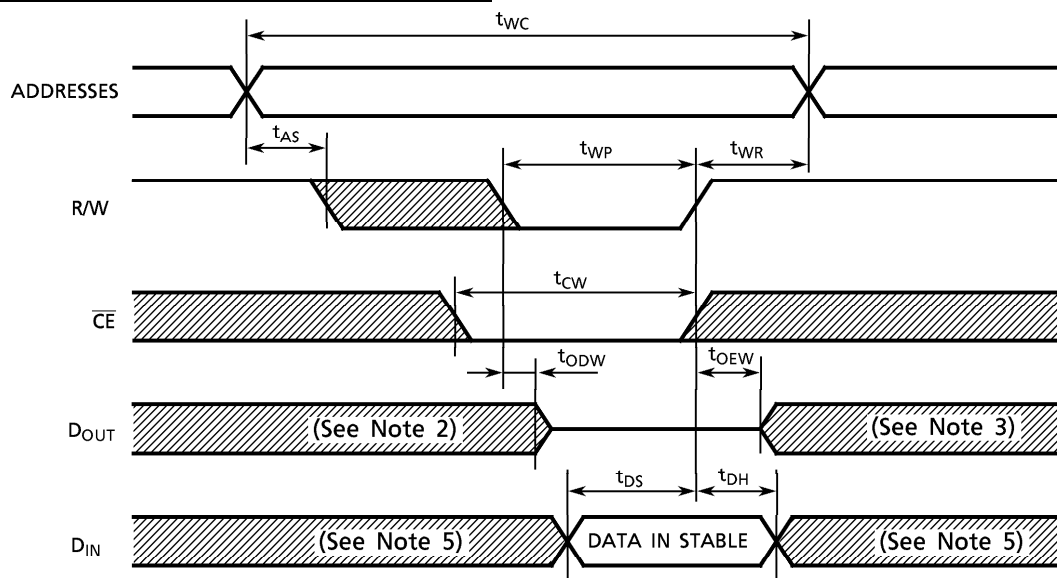 tWC
ADDRESSES
tAS
tWP
tWR
R/W
tCW
CE
tODW
tOEW
DOUT
(See Note 2)
(See Note 3)
tDS
tDH
DIN
(See Note 5)
DATA IN STABLE
(See Note 5)